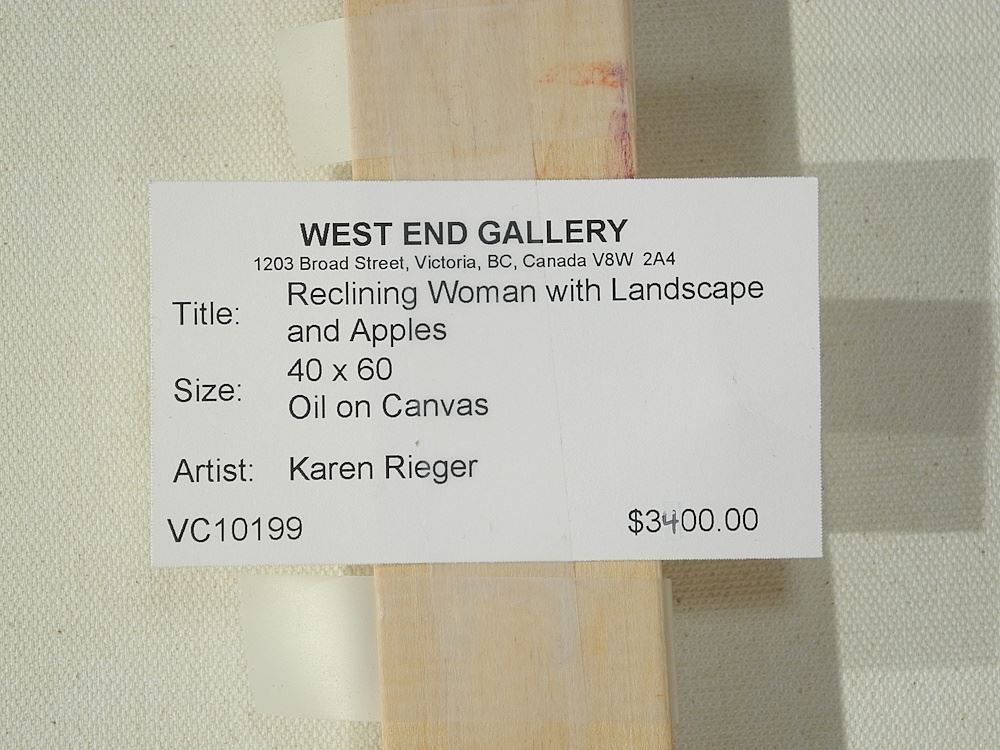 WEST END GALLERY
1203 Broad Street, Victoria, BC, Canada V8W 2A4
Title: Reclining Woman with Landscape
and Apples
Size: 40 x 60
Oil on Canvas
Artist: Karen Rieger
VC10199 $3400.00